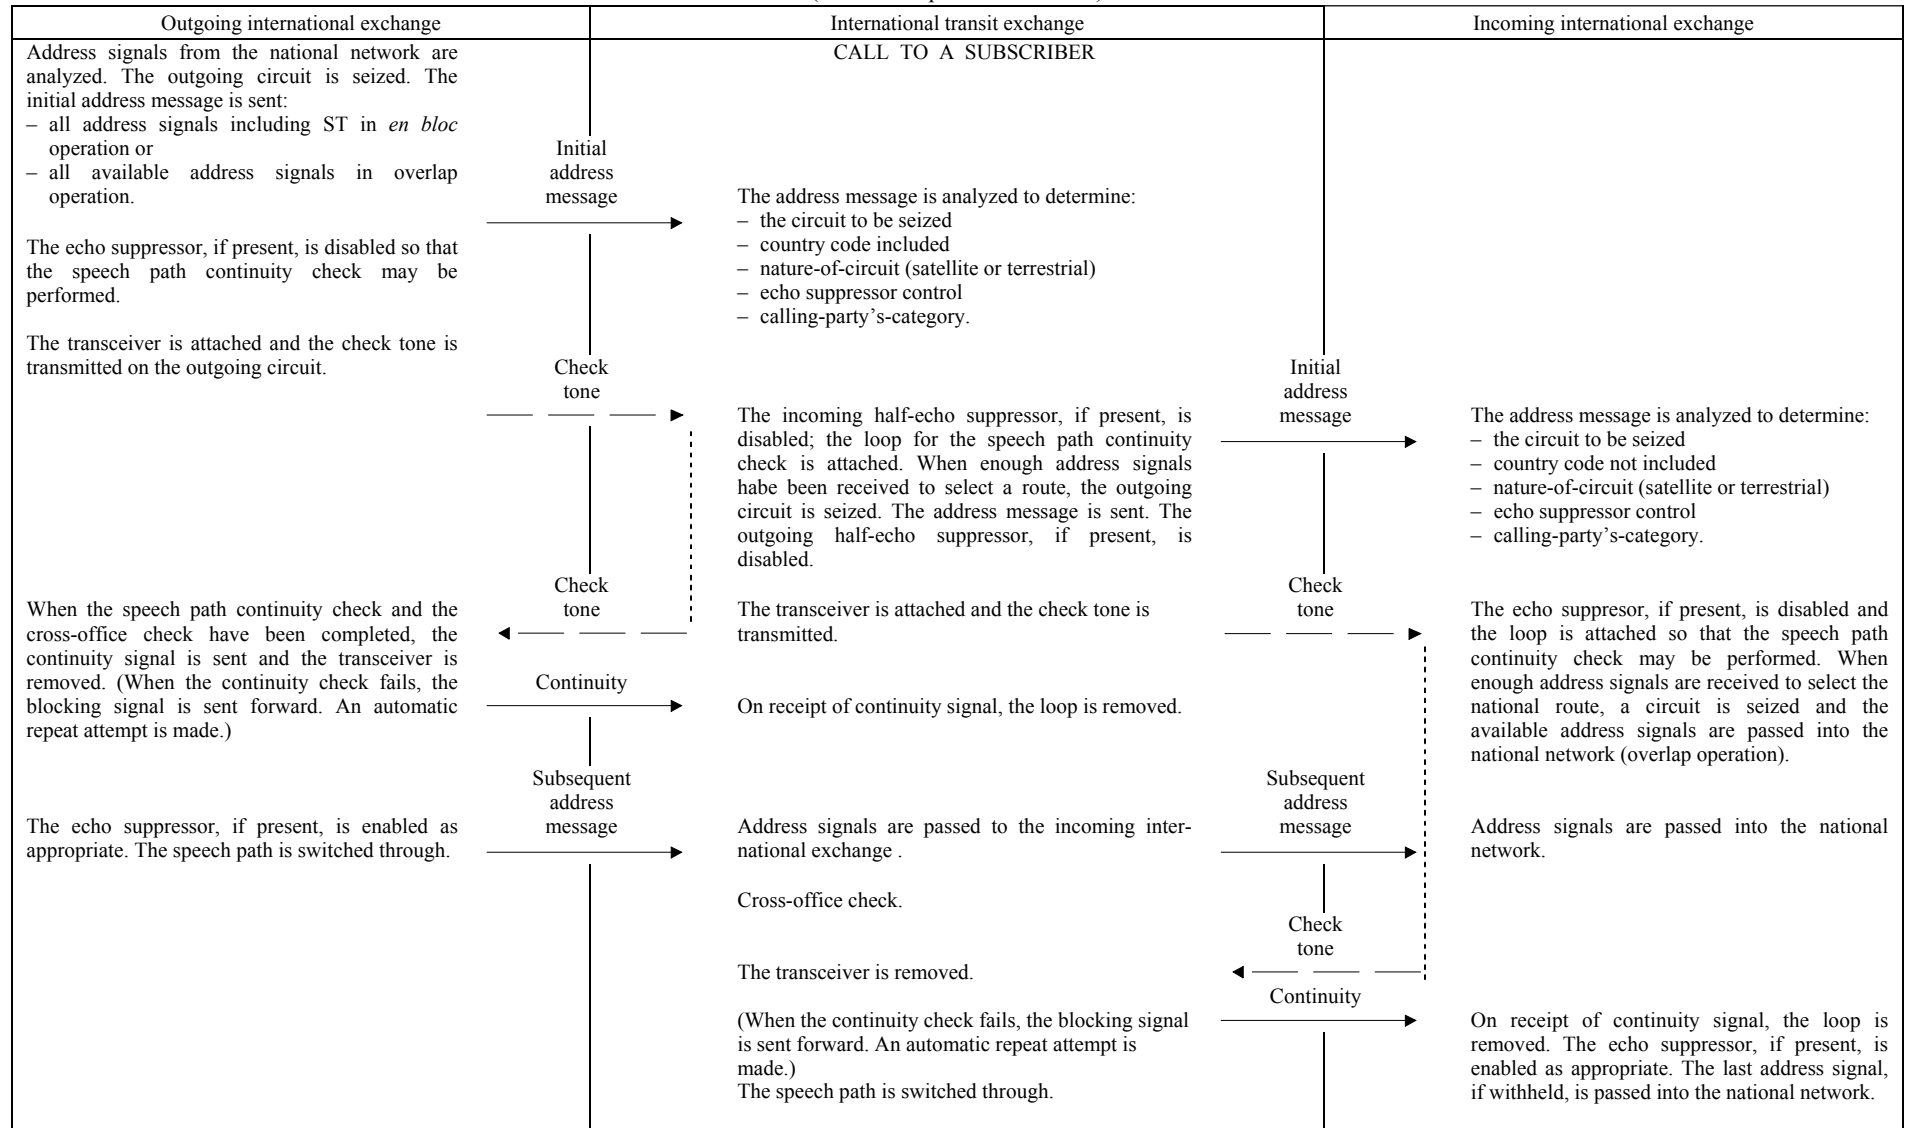 Outgoing international exchange
International transit exchange
Incoming international exchange
Address signals from the national network are
analyzed. The outgoing circuit is seized. The
initial address message is sent:
– all address signals including ST in en bloc
operation or
– all available address signals in overlap
operation.
The echo suppressor, if present, is disabled so that
the speech path continuity check may be
performed.
The transceiver is attached and the check tone is
transmitted on the outgoing circuit.
When the speech path continuity check and the
cross-office check have been completed, the
continuity signal is sent and the transceiver is
removed. (When the continuity check fails, the
blocking signal is sent forward. An automatic
repeat attempt is made.)
The echo suppressor, if present, is enabled as
appropriate. The speech path is switched through.
Initial
address
message
Check
tone
Check
tone
Continuity
Subsequent
address
message
CALL TO A SUBSCRIBER
The address message is analyzed to determine:
– the circuit to be seized
– country code included
– nature-of-circuit (satellite or terrestrial)
– echo suppressor control
– calling-party’s-category.
The incoming half-echo suppressor, if present, is
disabled; the loop for the speech path continuity
check is attached. When enough address signals
habe been received to select a route, the outgoing
circuit is seized. The address message is sent. The
outgoing half-echo suppressor, if present, is
disabled.
The transceiver is attached and the check tone is
transmitted.
On receipt of continuity signal, the loop is removed.
Address signals are passed to the incoming inter-
national exchange .
Cross-office check.
The transceiver is removed.
(When the continuity check fails, the blocking signal
is sent forward. An automatic repeat attempt is
made.)
The speech path is switched through.
Initial
address
message
Check
tone
Subsequent
address
message
Check
tone
Continuity
The address message is analyzed to determine:
– the circuit to be seized
– country code not included
– nature-of-circuit (satellite or terrestrial)
– echo suppressor control
– calling-party’s-category.
The echo suppresor, if present, is disabled and
the loop is attached so that the speech path
continuity check may be performed. When
enough address signals are received to select the
national route, a circuit is seized and the
available address signals are passed into the
national network (overlap operation).
Address signals are passed into the national
network.
On receipt of continuity signal, the loop is
removed. The echo suppressor, if present, is
enabled as appropriate. The last address signal,
if withheld, is passed into the national network.